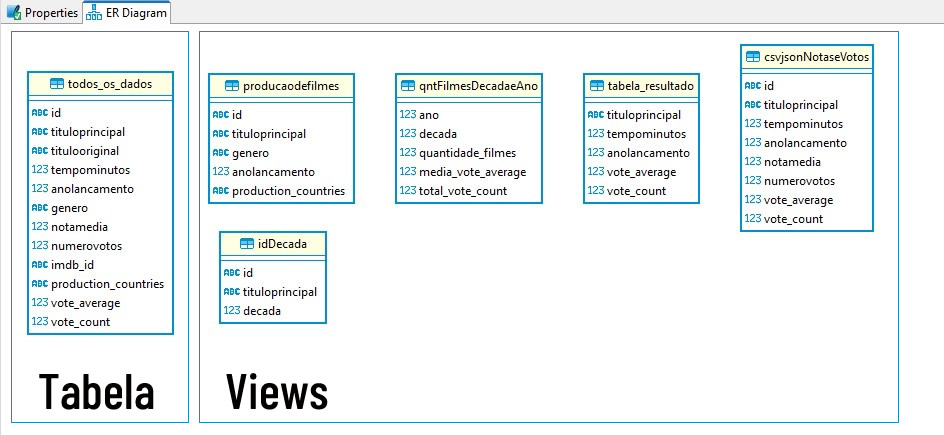 Properties
ER Diagram
todos_os_dados
ABC id
ABC tituloprincipal
ABC titulooriginal
123 tempominutos
123 anolancamento
ABC genero
123 notamedia
123 numerovotos
ABC imdb_id
ABC production_countries
123 vote_average
123 vote_count
Tabela
producaodefilmes
ABC id
ABC tituloprincipal
ABC genero
123 anolancamento
ABC production_countries
qntFilmesDecadaeAno
123 ano
123 decada
123 quantidade_filmes
123 media_vote_average
123 total_vote_count
tabela_resultado
ABC tituloprincipal
123 tempominutos
123 anolancamento
123 vote_average
123 vote_count
csvjsonNotaseVotos
ABC id
ABC tituloprincipal
123 tempominutos
123 anolancamento
123 notamedia
123 numerovotos
123 vote_average
123 vote_count
idDecada
ABC id
ABC tituloprincipal
123 decada
Views